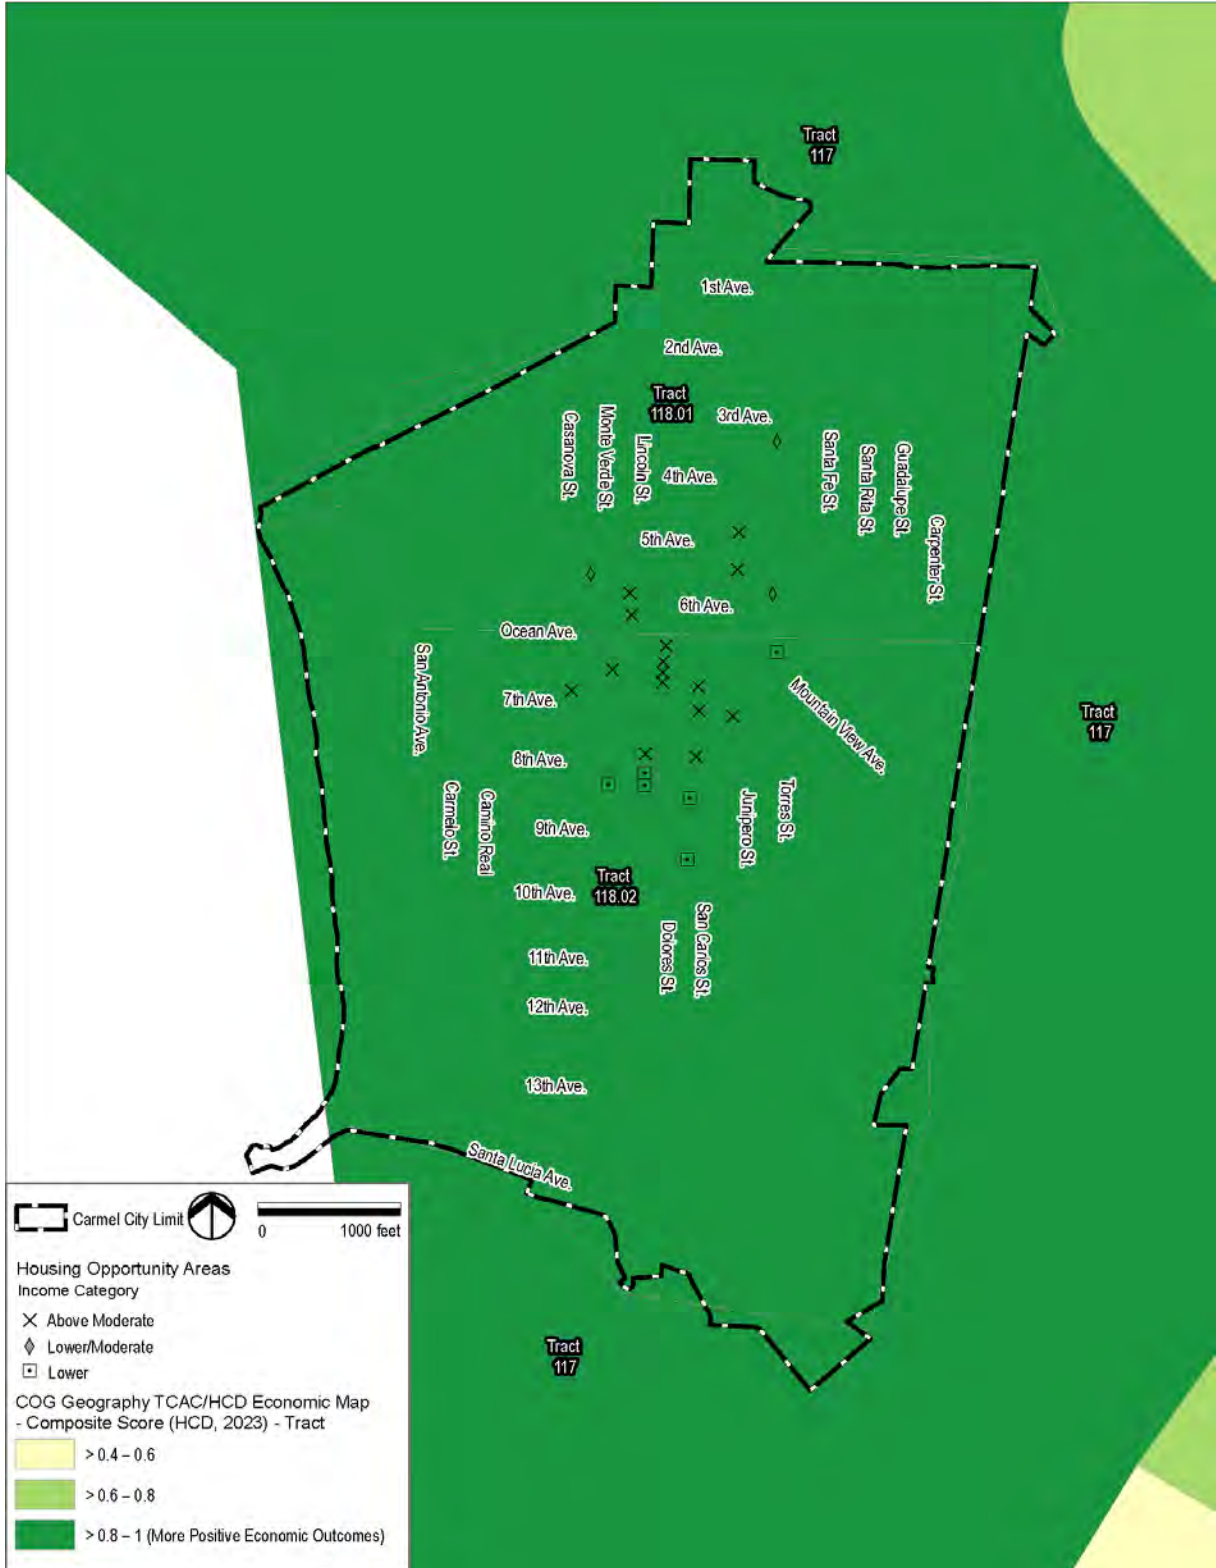 Tract
117
1st Ave.
2nd Ave.
Tract
118.01
3rd Ave.
Casanova St.
Monte Verde St.
Lincoln St.
4th Ave.
Santa Fe St.
Santa Rita St.
Guadalupe St.
Carpenter St.
5th Ave.
6th Ave.
Ocean Ave.
San Antonio Ave.
7th Ave.
Mountain View Ave.
Tract
117
8th Ave.
Carmelo St.
Camino Real
Junipero St.
Torres St.
9th Ave.
Tract
118.02
10th Ave.
Dolores St.
San Carlos St.
11th Ave.
12th Ave.
13th Ave.
Santa Lucia Ave.
Tract
117
Carmel City Limit
0 1000 feet
Housing Opportunity Areas
Income Category
Above Moderate
Lower/Moderate
Lower
COG Geography TCAC/HCD Economic Map
- Composite Score (HCD, 2023) - Tract
> 0.4 – 0.6
> 0.6 – 0.8
> 0.8 – 1 (More Positive Economic Outcomes)